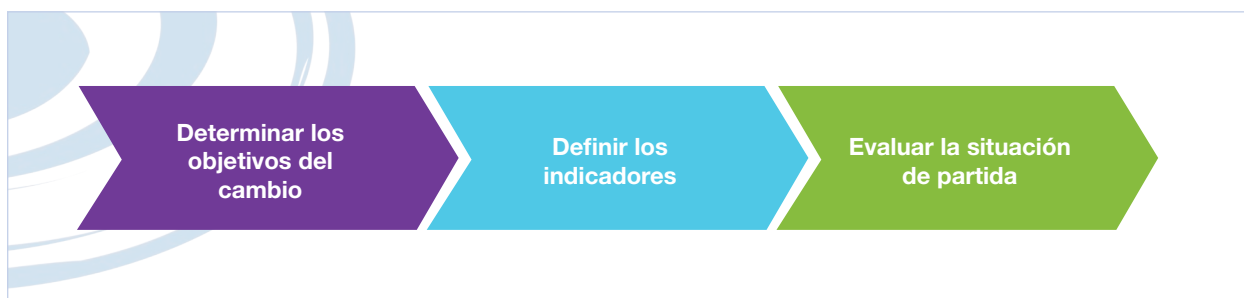 Determinar los
objetivos del
cambio
Definir los
indicadores
Evaluar la situación
de partida